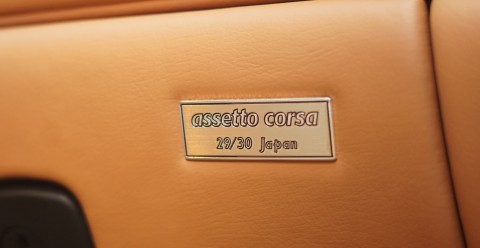 assetto corsa
29/30 Japan